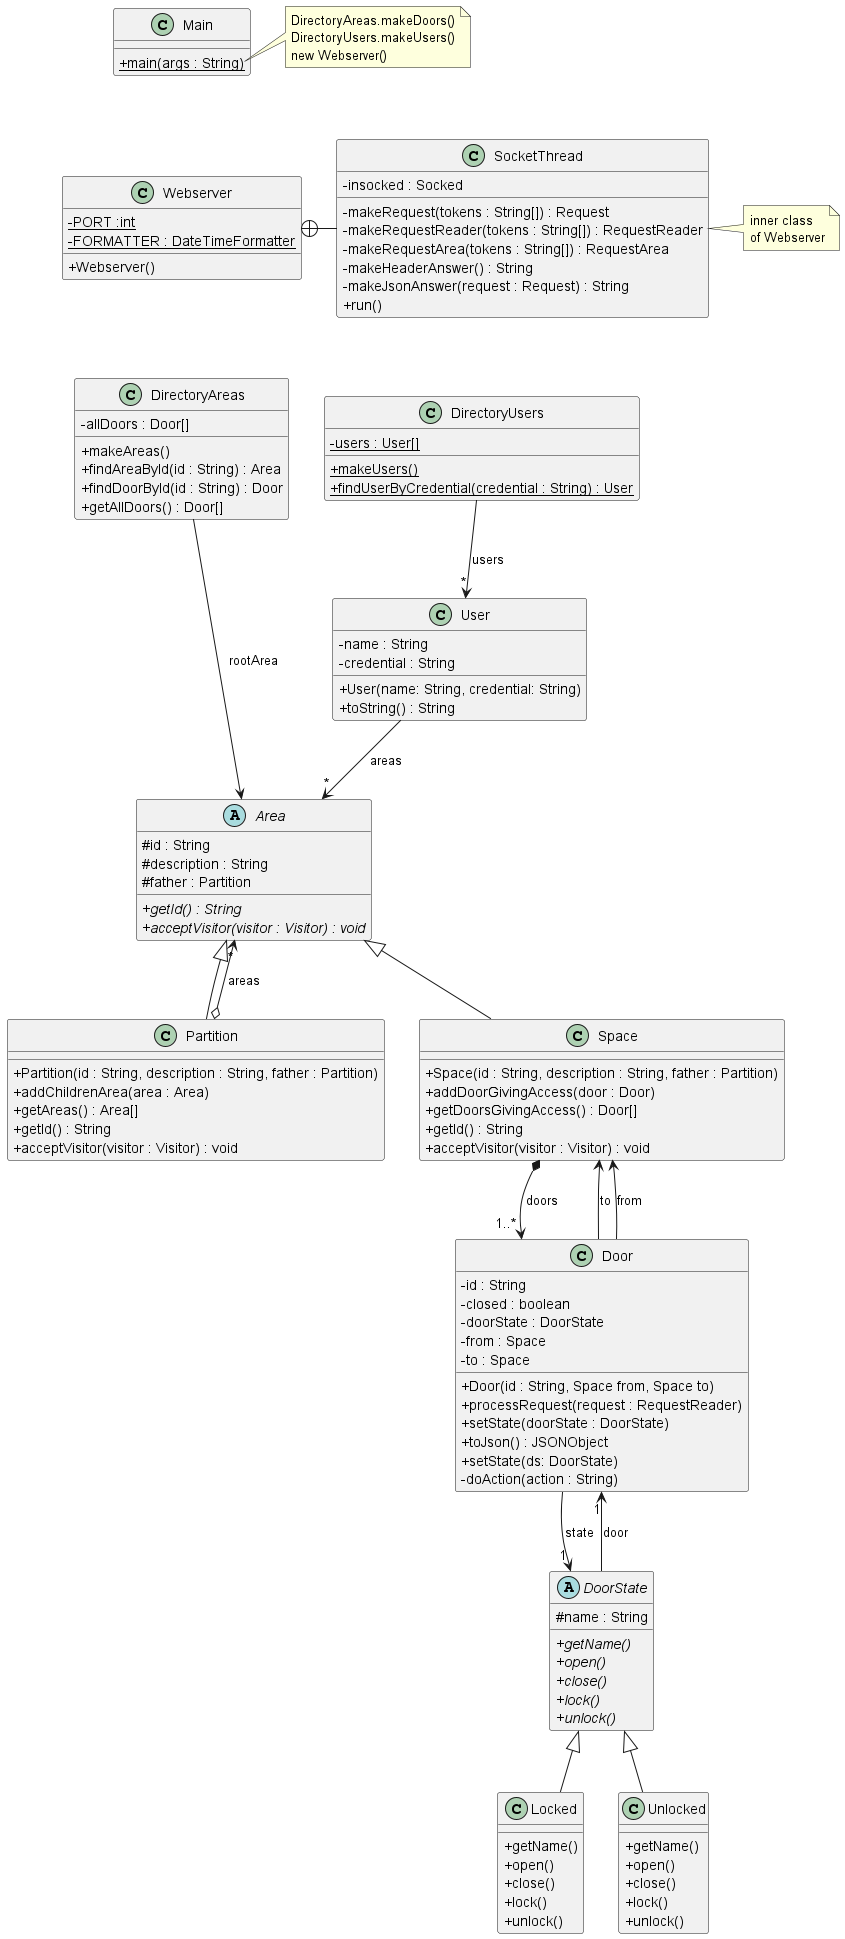 C Main
+main(args : String)
DirectoryAreas.makeDoors()
DirectoryUsers.makeUsers()
new Webserver()
C Webserver
-PORT :int
-FORMATTER : DateTimeFormatter
+Webserver()
C SocketThread
-insocked : Socked
-makeRequest(tokens : String[]) : Request
-makeRequestReader(tokens : String[]) : RequestReader
-makeRequestArea(tokens : String[]) : RequestArea
-makeHeaderAnswer() : String
-makeJsonAnswer(request : Request) : String
+run()
inner class
of Webserver
C DirectoryAreas
-allDoors : Door[]
+makeAreas()
+findAreaById(id : String) : Area
+findDoorById(id : String) : Door
+getAllDoors() : Door[]
C DirectoryUsers
-users : User[]
+makeUsers()
+findUserByCredential(credential : String) : User
users
*
C User
-name : String
-credential : String
+User(name: String, credential: String)
+toString() : String
rootArea
areas
*
A Area
#id : String
#description : String
#father : Partition
+getId() : String
+acceptVisitor(visitor : Visitor) : void
*
areas
C Partition
+Partition(id : String, description : String, father : Partition)
+addChildrenArea(area : Area)
+getAreas() : Area[]
+getId() : String
+acceptVisitor(visitor : Visitor) : void
C Space
+Space(id : String, description : String, father : Partition)
+addDoorGivingAccess(door : Door)
+getDoorsGivingAccess() : Door[]
+getId() : String
+acceptVisitor(visitor : Visitor) : void
doors
to
from
1..*
C Door
-id : String
-closed : boolean
-doorState : DoorState
-from : Space
-to : Space
+Door(id : String, Space from, Space to)
+processRequest(request : RequestReader)
+setState(doorState : DoorState)
+toJson() : JSONObject
+setState(ds: DoorState)
-doAction(action : String)
1
state
door
1
A DoorState
#name : String
+getName()
+open()
+close()
+lock()
+unlock()
C Locked
+getName()
+open()
+close()
+lock()
+unlock()
C Unlocked
+getName()
+open()
+close()
+lock()
+unlock()